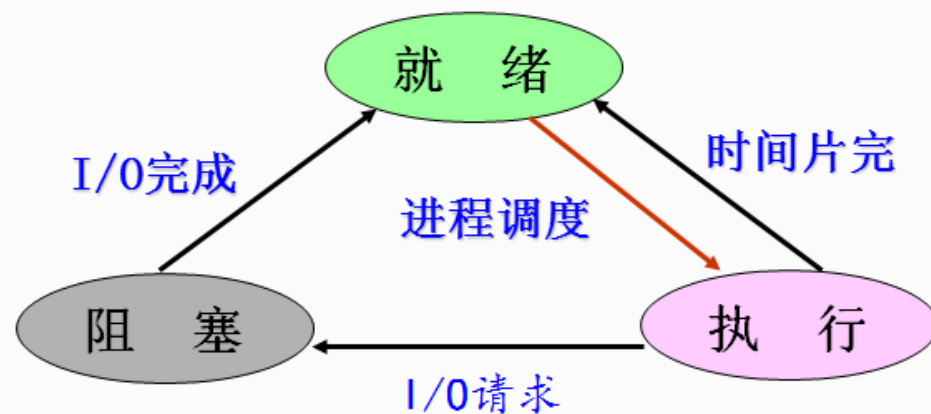 就 绪
I/O完成
时间片完
进程调度
阻 塞
执 行
I/O请求